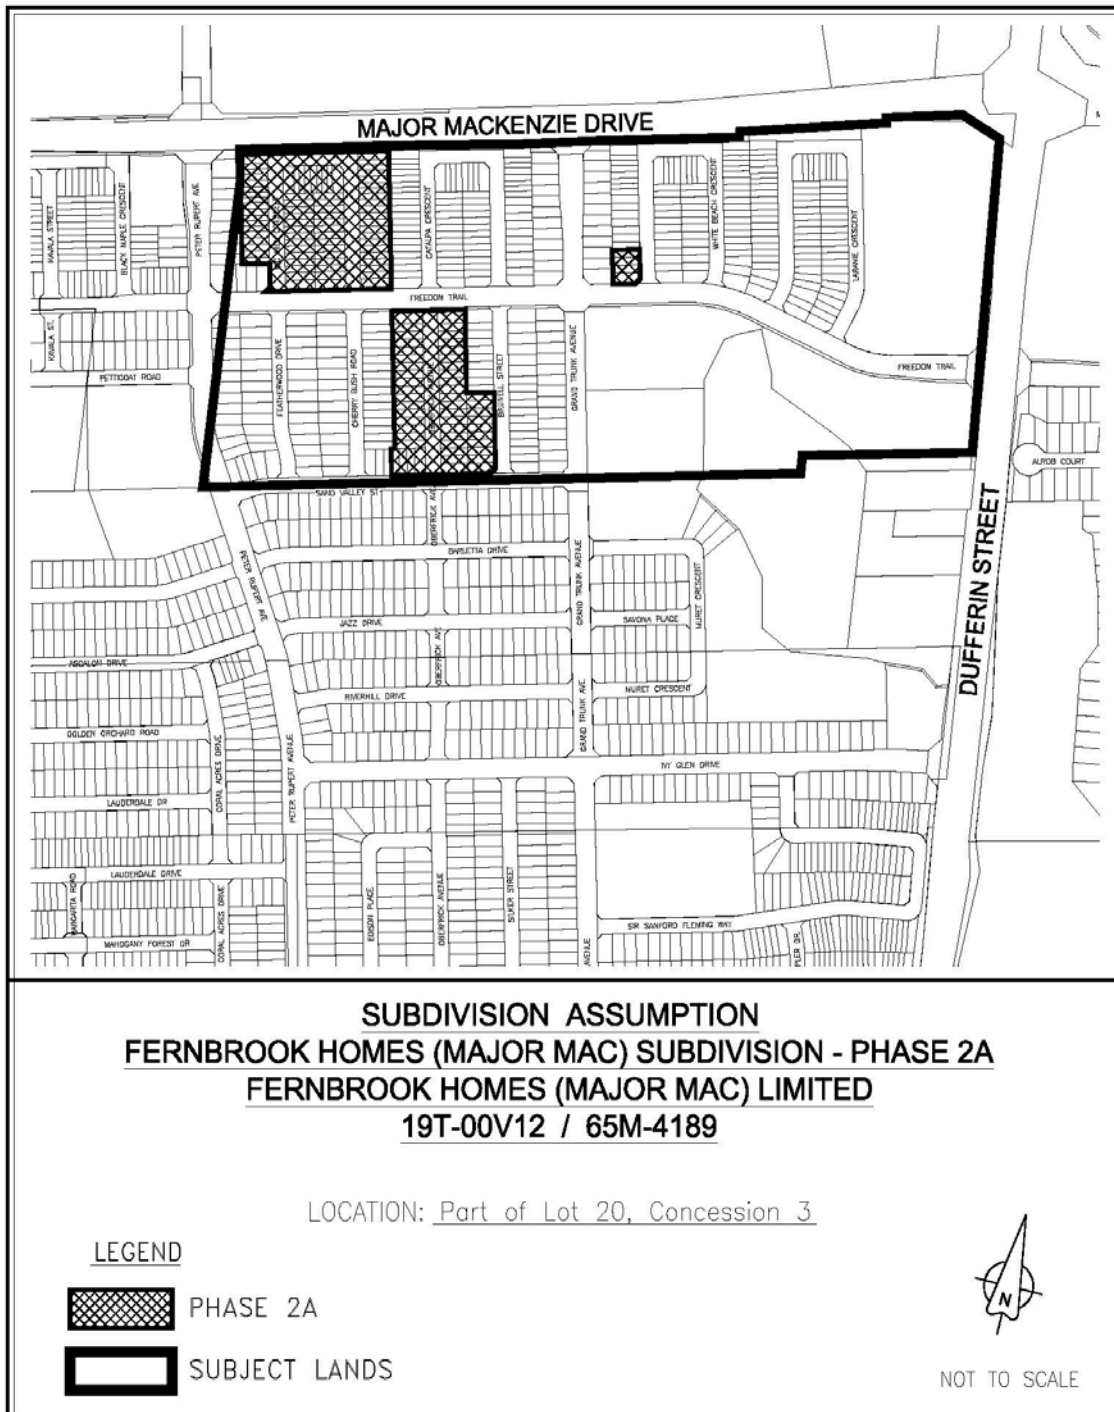 MAJOR MACKENZIE DRIVE
KAVALA STREET
BLACK MAPLE CRESCENT
PETER RUPERT AVE.
CATALPA CRESCENT
WHITE BEACH CRESCENT
LARAMIE CRESCENT
FREEDOM TRAIL
KAVALA ST.
PETTICOAT ROAD
FEATHERWOOD DRIVE
CHERRY BUSH ROAD
BRUNELL STREET
GRAND TRUNK AVENUE
FREEDOM TRAIL
ALROB COURT
SAND VALLEY ST.
OBERFRICK AVE
BARLETTA DRIVE
PETER RUPERT AVE.
GRAND TRUNK AVENUE
MURET CRESCENT
DUFFERIN STREET
JAZZ DRIVE
SAVONA PLACE
OBERFRICK AVE
ASCALON DRIVE
RIVERHILL DRIVE
MURET CRESCENT
GOLDEN ORCHARD ROAD
CORAL ACRES DRIVE
PETER RUPERT AVENUE
GRAND TRUNK AVE.
IVY GLEN DRIVE
LAUDERDALE DR
LAUDERDALE DRIVE
MARGARITA ROAD
CORAL ACRES DRIVE
EDISON PLACE
OBERFRICK AVENUE
SILKER STREET
AVENUE
SIR SANFORD FLEMING WAY
MAHOGANY FOREST DR
PLER DR.
SUBDIVISION ASSUMPTION
FERNBROOK HOMES (MAJOR MAC) SUBDIVISION - PHASE 2A
FERNBROOK HOMES (MAJOR MAC) LIMITED
19T-00V12 / 65M-4189
LOCATION: Part of Lot 20, Concession 3
LEGEND
PHASE 2A
SUBJECT LANDS
N
NOT TO SCALE